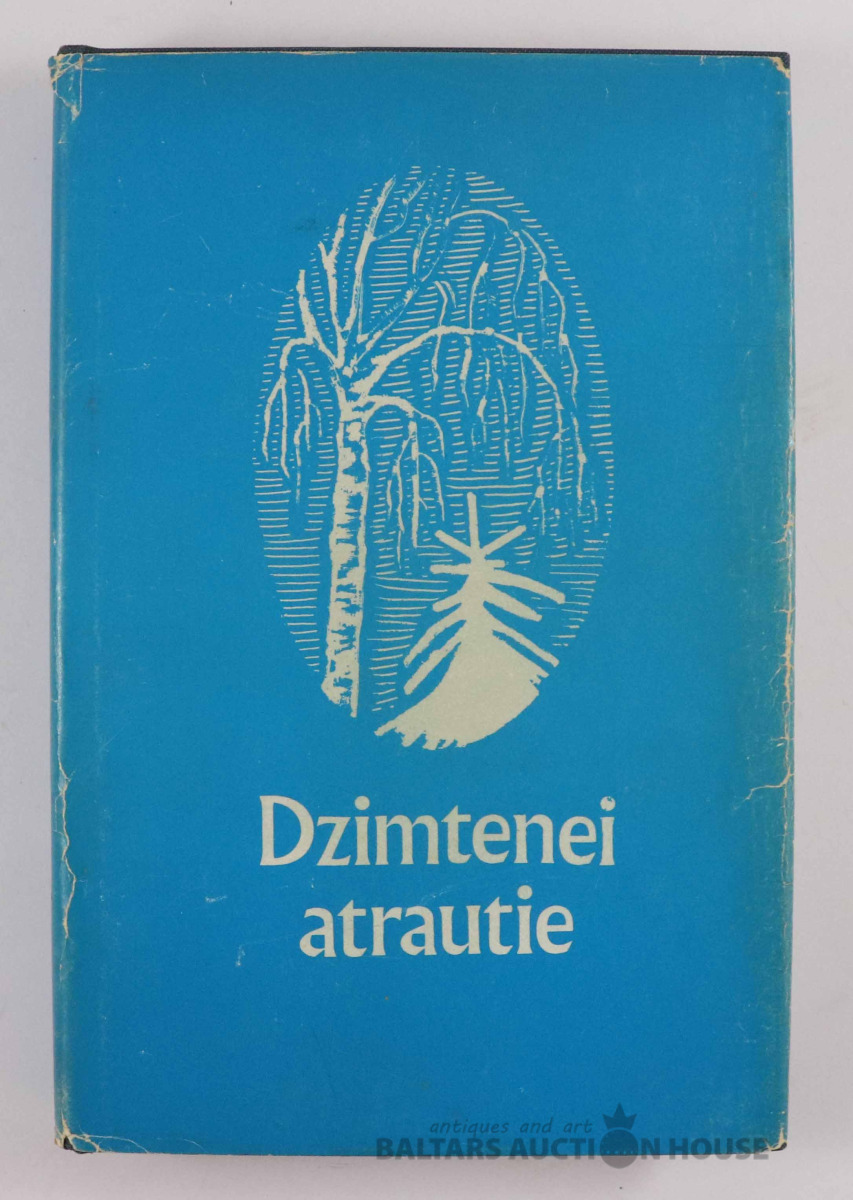 Dzimtenei
atrautie
antiques and art
BALTARS AUCTION HOUSE